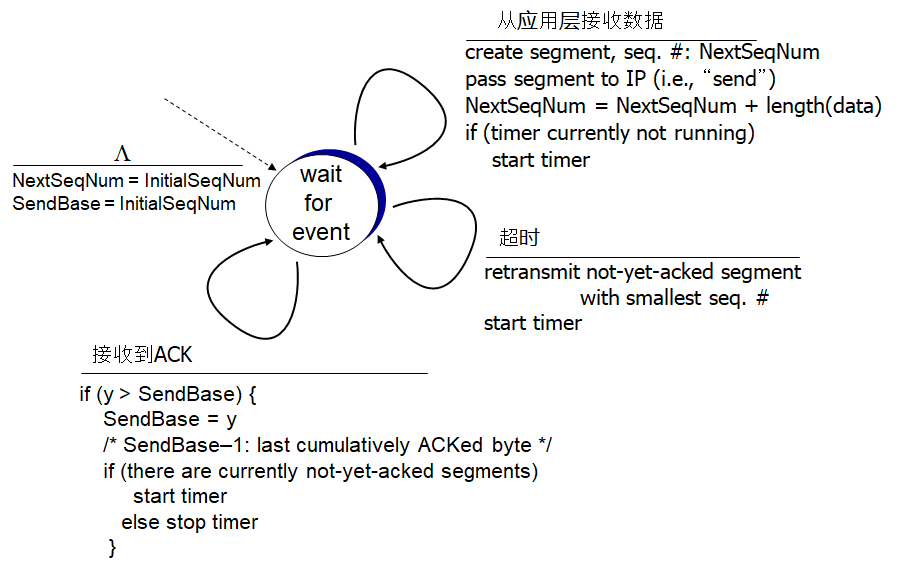 从应用层接收数据
create segment, seq. #: NextSeqNum
pass segment to IP (i.e., “send”)
NextSeqNum = NextSeqNum + length(data)
if (timer currently not running)
start timer
Λ
NextSeqNum = InitialSeqNum
SendBase = InitialSeqNum
wait
for
event
超时
retransmit not-yet-acked segment
with smallest seq. #
start timer
接收到ACK
if (y > SendBase) {
SendBase = y
/* SendBase–1: last cumulatively ACKed byte */
if (there are currently not-yet-acked segments)
start timer
else stop timer
}